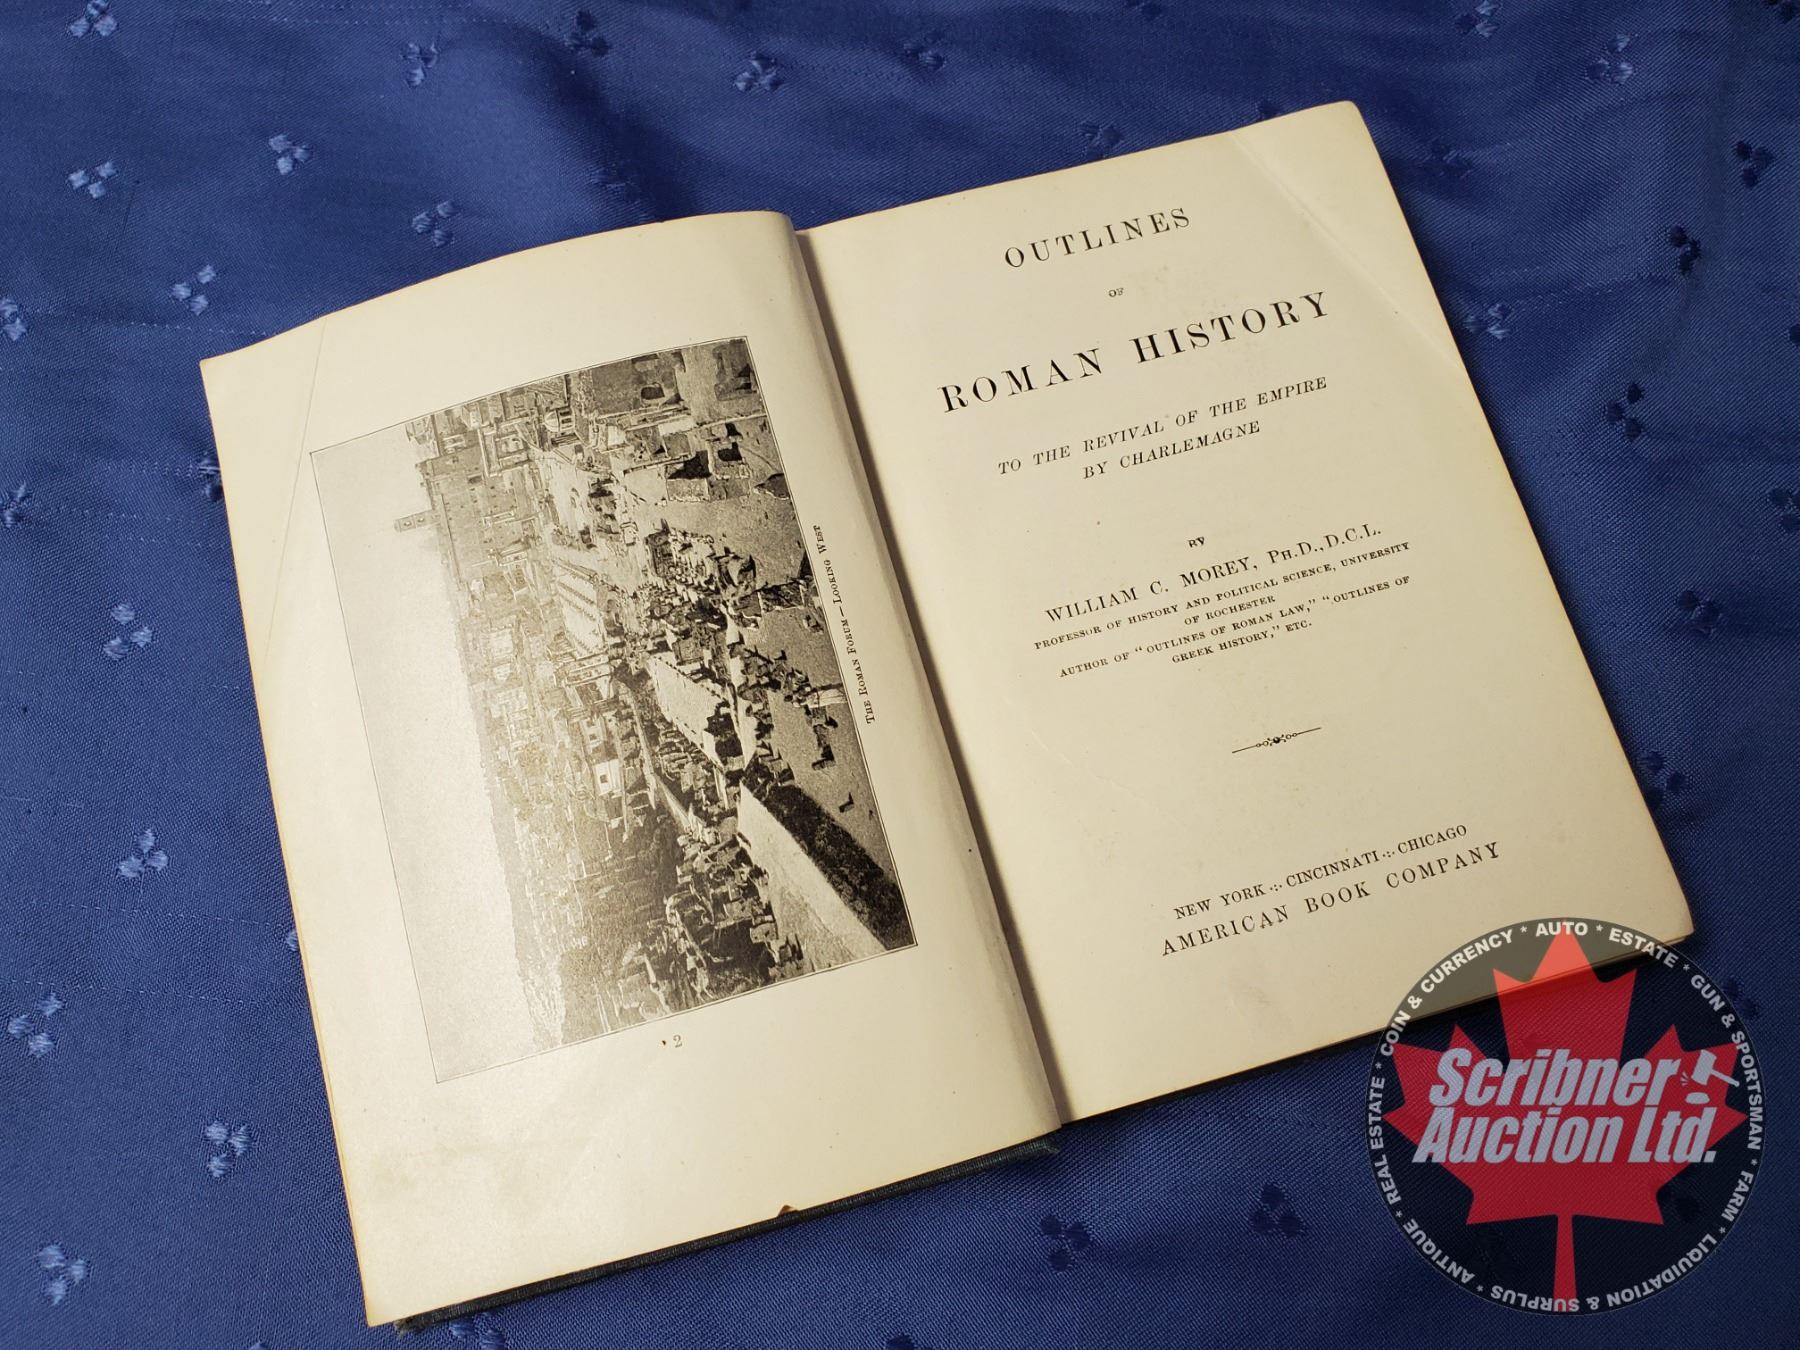 THE ROMAN FORUM — LOOKING WEST
2
OUTLINES
OF
ROMAN HISTORY
TO THE REVIVAL OF THE EMPIRE
BY CHARLEMAGNE
BY
WILLIAM C. MOREY, PH.D., D.C.L.
PROFESSOR OF HISTORY AND POLITICAL SCIENCE, UNIVERSITY
OF ROCHESTER
AUTHOR OF "OUTLINES OF ROMAN LAW," "OUTLINES OF
GREEK HISTORY," ETC.
NEW YORK ·:· CINCINNATI ·:· CHICAGO
AMERICAN BOOK COMPANY
Scribner
Auction Ltd.
* REAL ESTATE * COIN & CURRENCY * AUTO * ESTATE * GUN & SPORTSMAN * FARM * LIQUIDATION & SURPLUS * ANTIQUE